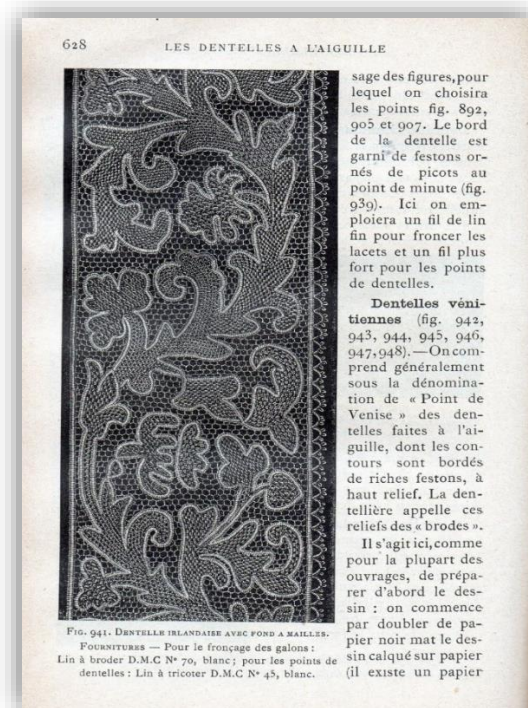 628
LES DENTELLES A L'AIGUILLE
sage des figures, pour
lequel on choisira
les points fig. 892,
905 et 907. Le bord
de la dentelle est
garni de festons or-
nés de picots au
point de minute (fig.
939). Ici on em-
ploiera un fil de lin
fin pour froncer les
lacets et un fil plus
fort pour les points
de dentelles.
Dentelles véni-
tiennes (fig. 942,
943, 944, 945, 946,
947, 948). — On com-
prend généralement
sous la dénomina-
tion de « Point de
Venise » des den-
telles faites à l'ai-
guille, dont les con-
tours sont bordés
de riches festons, à
haut relief. La den-
tellière appelle ces
reliefs des « brodes ».
Il s'agit ici, comme
pour la plupart des
ouvrages, de prépa-
rer d'abord le des-
sin : on commence
par doubler de pa-
pier noir mat le des-
sin calqué sur papier
(il existe un papier
FIG. 941. DENTELLE IRLANDAISE AVEC FOND A MAILLES.
FOURNITURES — Pour le fronçage des galons :
Lin à broder D.M.C Nº 70, blanc; pour les points de
dentelles : Lin à tricoter D.M.C Nº 45, blanc.